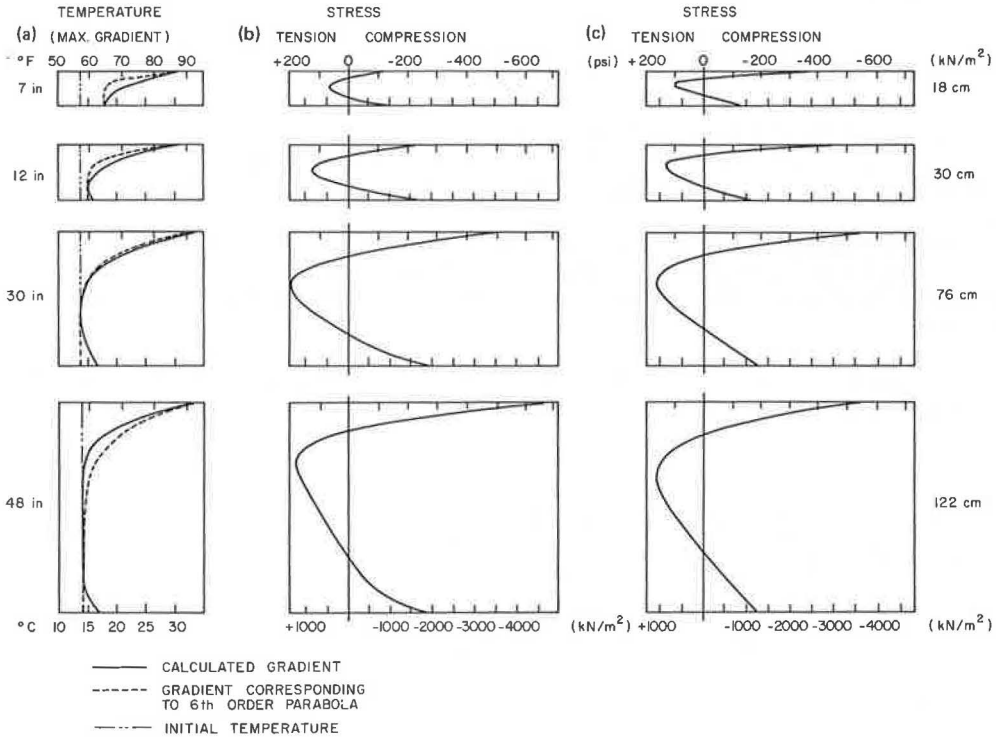 TEMPERATURE
STRESS
STRESS
(a) (MAX. GRADIENT)
(b) TENSION COMPRESSION
(c) TENSION COMPRESSION
°F 50 60 70 80 90
+200 0 -200 -400 -600
(psi) +200 0 -200 -400 -600 (kN/m²)
7 in
18 cm
12 in
30 cm
30 in
76 cm
48 in
122 cm
°C 10 15 20 25 30
+1000 -1000 -2000 -3000 -4000 (kN/m²)
+1000 -1000 -2000 -3000 -4000 (kN/m²)
CALCULATED GRADIENT
GRADIENT CORRESPONDING
TO 6th ORDER PARABOLA
INITIAL TEMPERATURE